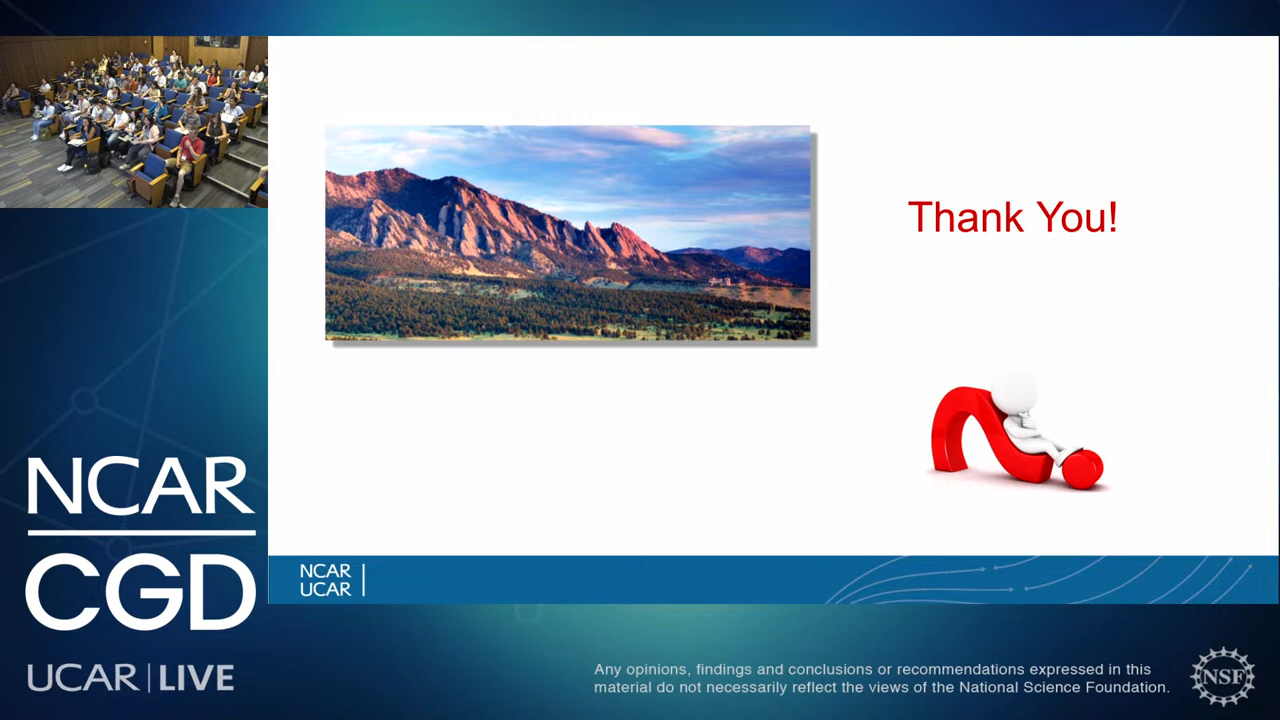 Thank You!
NCAR
UCAR
NCAR
CGD
UCAR | LIVE
Any opinions, findings and conclusions or recommendations expressed in this
material do not necessarily reflect the views of the National Science Foundation.
NSF